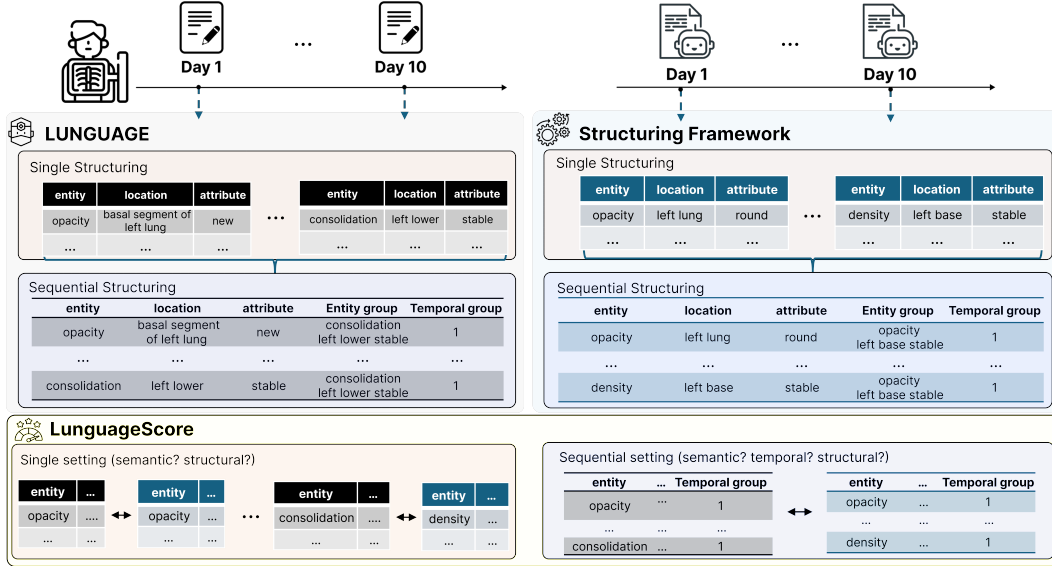 Day 1 ... Day 10
Day 1 ... Day 10
LUNGUAGE
Single Structuring
entity location attribute
opacity basal segment of left lung new
... ... ...
...
entity location attribute
consolidation left lower stable
... ... ...
Sequential Structuring
entity location attribute Entity group Temporal group
opacity basal segment of left lung new consolidation left lower stable 1
... ... ... ... ...
consolidation left lower stable consolidation left lower stable 1
Structuring Framework
Single Structuring
entity location attribute
opacity left lung round
... ... ...
...
entity location attribute
density left base stable
... ... ...
Sequential Structuring
entity location attribute Entity group Temporal group
opacity left lung round opacity left base stable 1
... ... ... ... ...
density left base stable opacity left base stable 1
LunguageScore
Single setting (semantic? structural?)
entity ...
opacity ....
... ...
entity ...
opacity ...
... ...
...
entity ...
consolidation ....
... ...
entity ...
density ...
... ...
Sequential setting (semantic? temporal? structural?)
entity ... Temporal group
opacity ... 1
... ... ...
consolidation ... 1
entity ... Temporal group
opacity ... 1
... ... ...
density ... 1